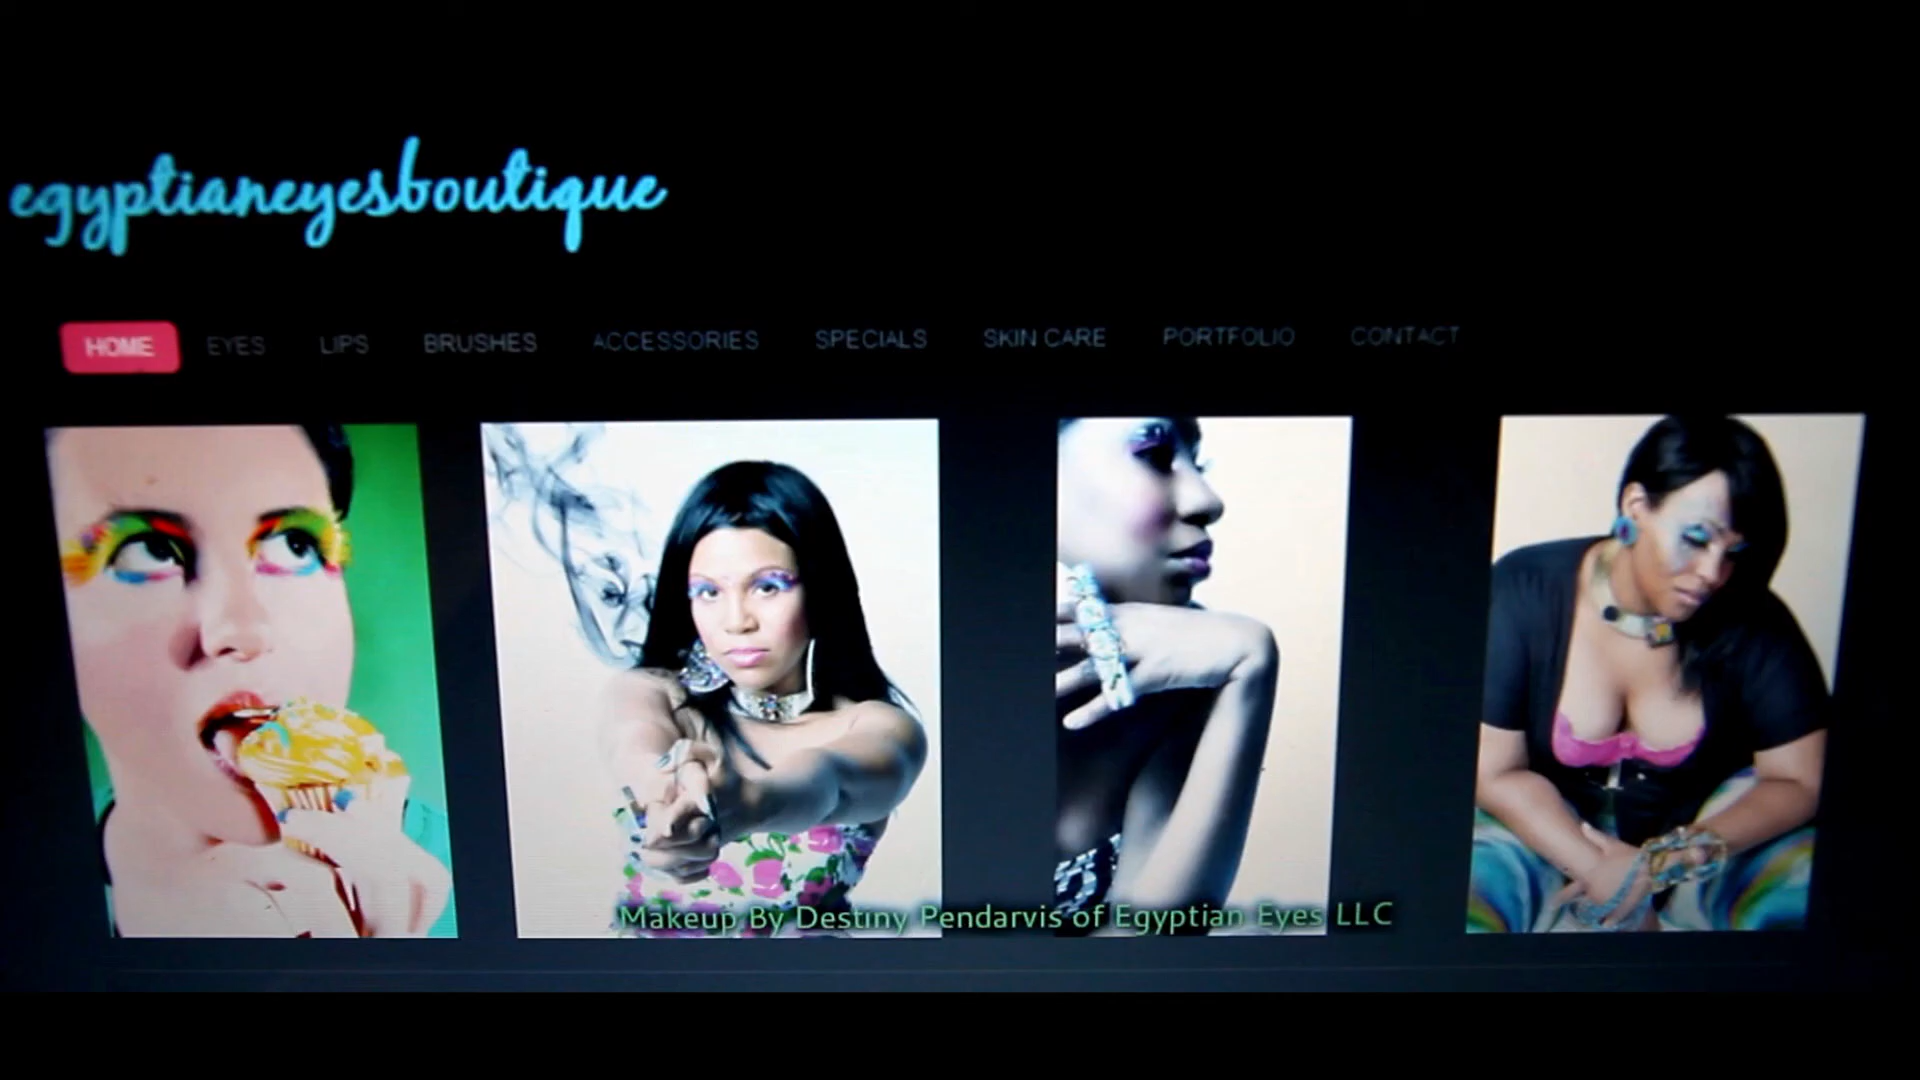 egyptianeyesboutique
HOME EYES LIPS BRUSHES ACCESSORIES SPECIALS SKIN CARE PORTFOLIO CONTACT
Makeup By Destiny Pendarvis of Egyptian Eyes LLC